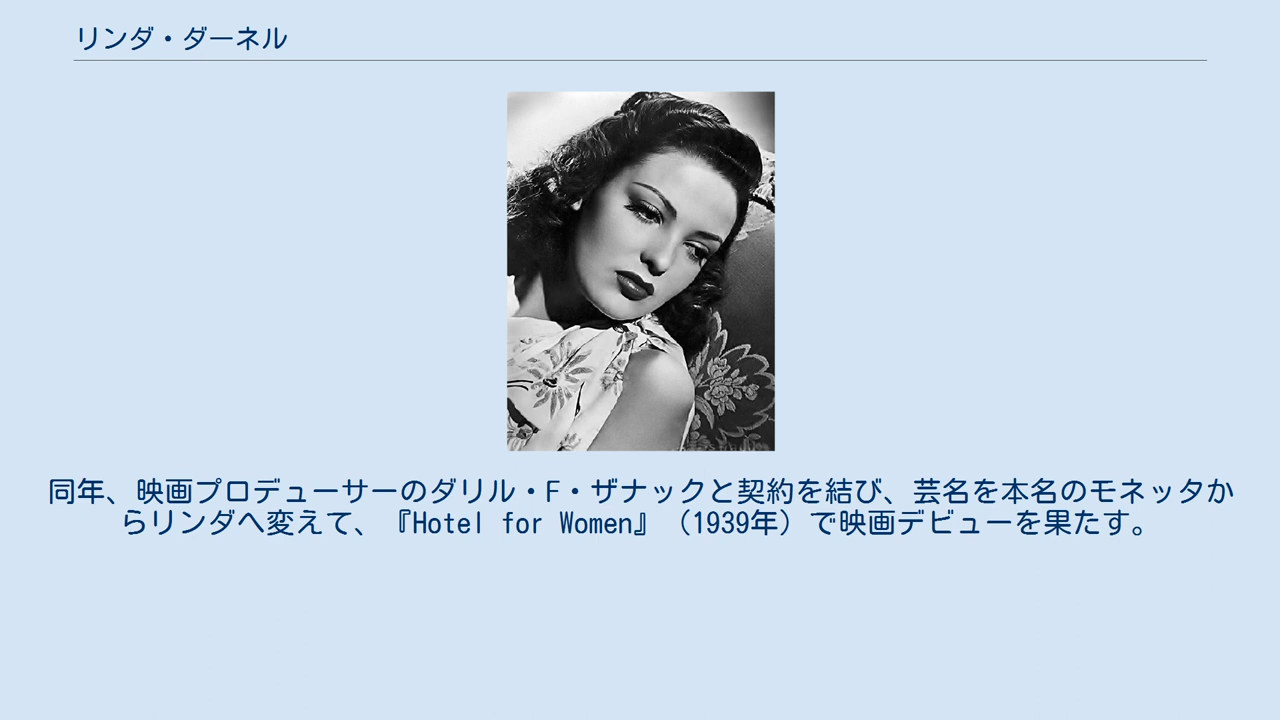 リンダ・ダーネル
同年、映画プロデューサーのダリル・F・ザナックと契約を結び、芸名を本名のモネッタか
らリンダへ変えて、『Hotel for Women』（1939年）で映画デビューを果たす。